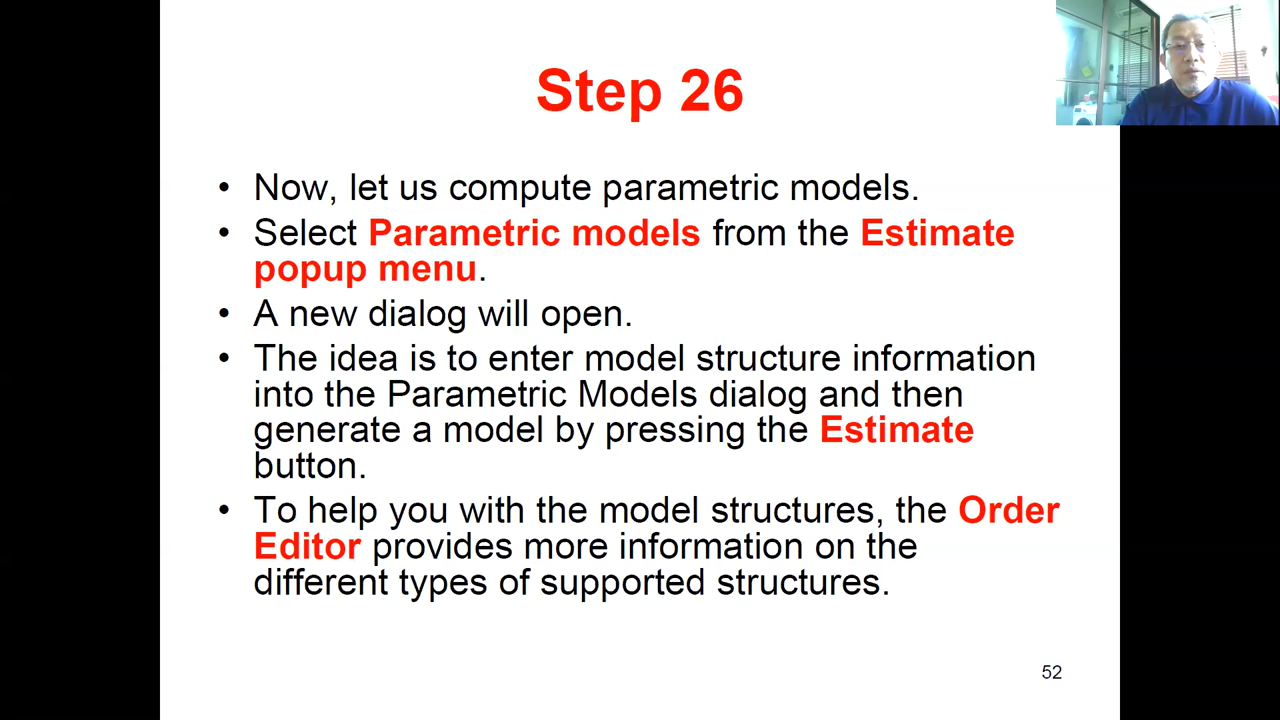 Step 26
• Now, let us compute parametric models.
• Select Parametric models from the Estimate
popup menu.
• A new dialog will open.
• The idea is to enter model structure information
into the Parametric Models dialog and then
generate a model by pressing the Estimate
button.
• To help you with the model structures, the Order
Editor provides more information on the
different types of supported structures.
52